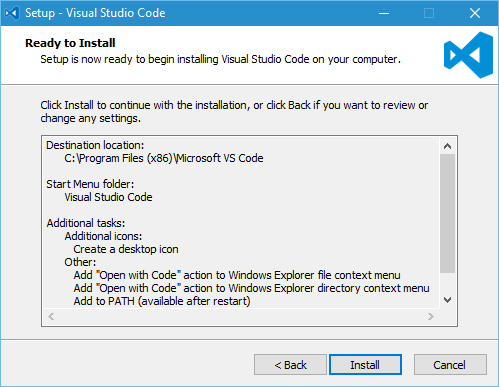 Setup - Visual Studio Code
Ready to Install
Setup is now ready to begin installing Visual Studio Code on your computer.
Click Install to continue with the installation, or click Back if you want to review or
change any settings.
Destination location:
C:\Program Files (x86)\Microsoft VS Code
Start Menu folder:
Visual Studio Code
Additional tasks:
Additional icons:
Create a desktop icon
Other:
Add "Open with Code" action to Windows Explorer file context menu
Add "Open with Code" action to Windows Explorer directory context menu
Add to PATH (available after restart)
< Back
Install
Cancel